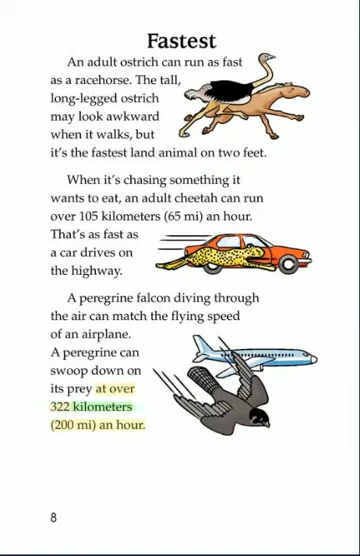 Fastest
An adult ostrich can run as fast
as a racehorse. The tall,
long-legged ostrich
may look awkward
when it walks, but
it's the fastest land animal on two feet.
When it's chasing something it
wants to eat, an adult cheetah can run
over 105 kilometers (65 mi) an hour.
That's as fast as
a car drives on
the highway.
A peregrine falcon diving through
the air can match the flying speed
of an airplane.
A peregrine can
swoop down on
its prey at over
322 kilometers
(200 mi) an hour.
8